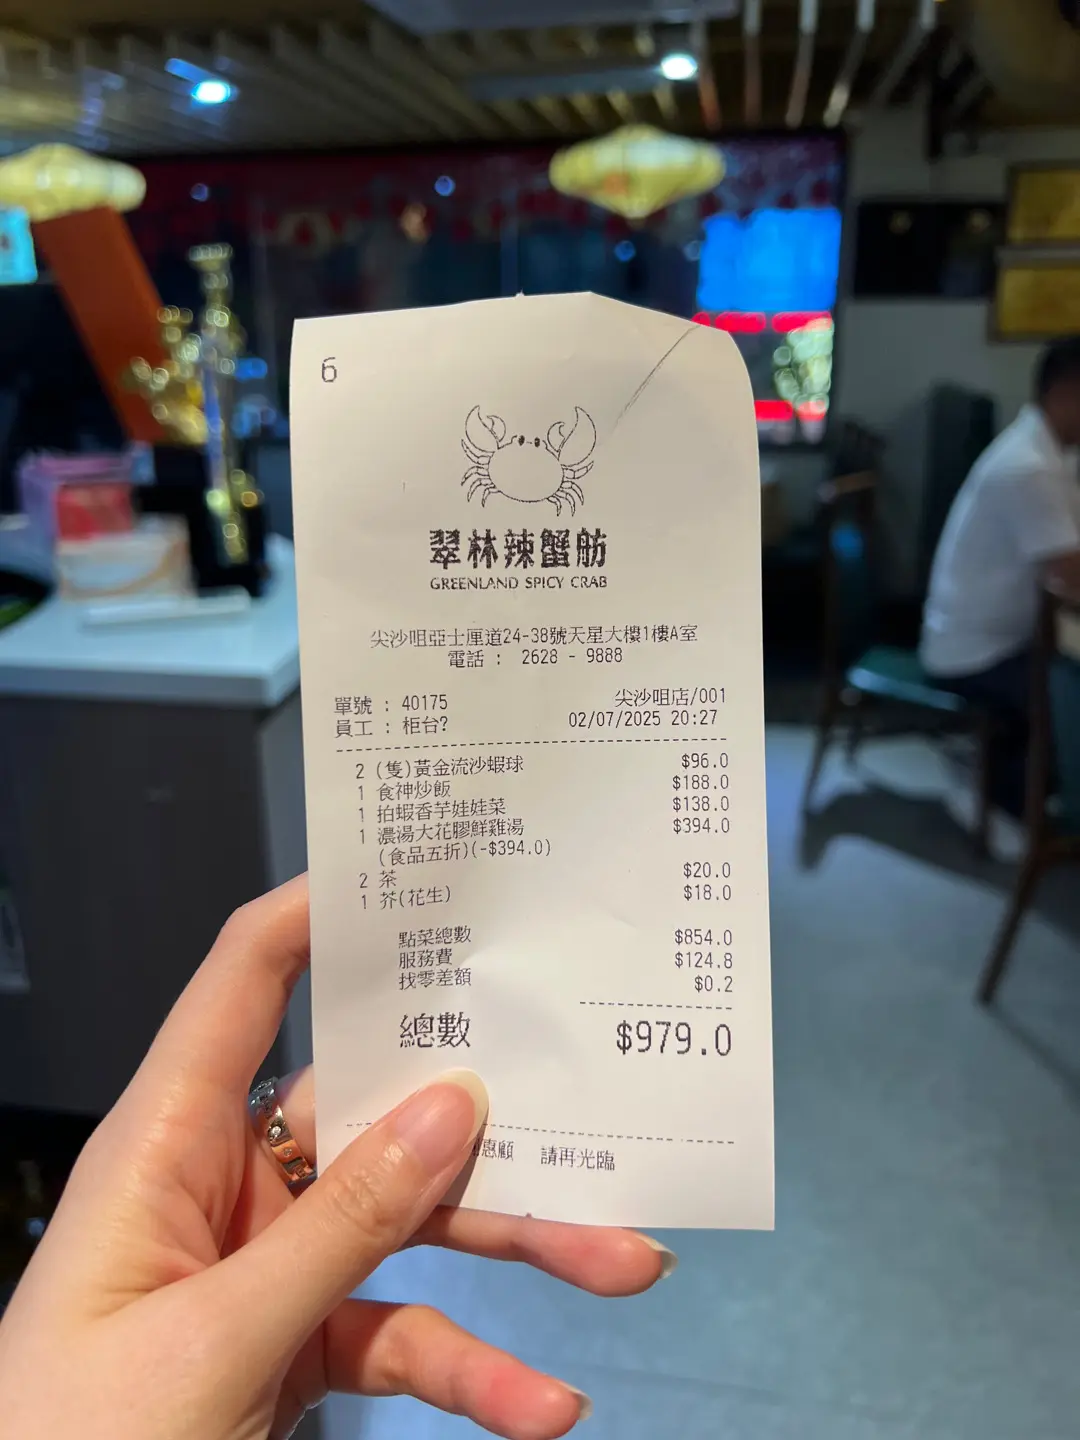 6
翠林辣蟹舫
GREENLAND SPICY CRAB
尖沙咀亞士厘道24-38號天星大樓1樓A室
電話 : 2628 - 9888
單號 : 40175 尖沙咀店/001
員工 : 柜台? 02/07/2025 20:27
2 (隻)黃金流沙蝦球 $96.0
1 食神炒飯 $188.0
1 拍蝦香芋娃娃菜 $138.0
1 濃湯大花膠鮮雞湯 $394.0
(食品五折)(-$394.0)
2 茶 $20.0
1 芥(花生) $18.0
點菜總數 $854.0
服務費 $124.8
找零差額 $0.2
總數 $979.0
惠顧 請再光臨